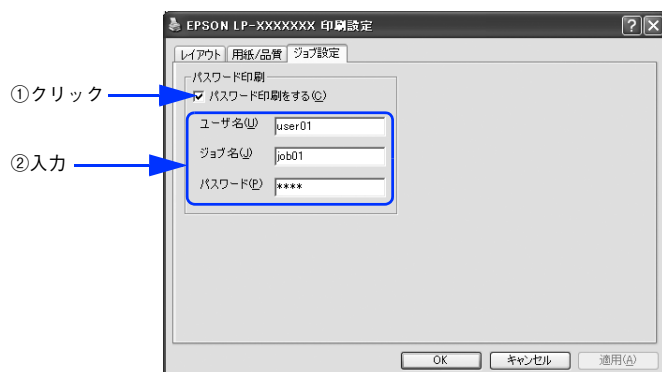 EPSON LP-XXXXXXX 印刷設定
レイアウト 用紙/品質 ジョブ設定
パスワード印刷
①クリック
パスワード印刷をする(C)
ユーザ名(U) user01
ジョブ名(J) job01
②入力
パスワード(P) ****
OK キャンセル 適用(A)